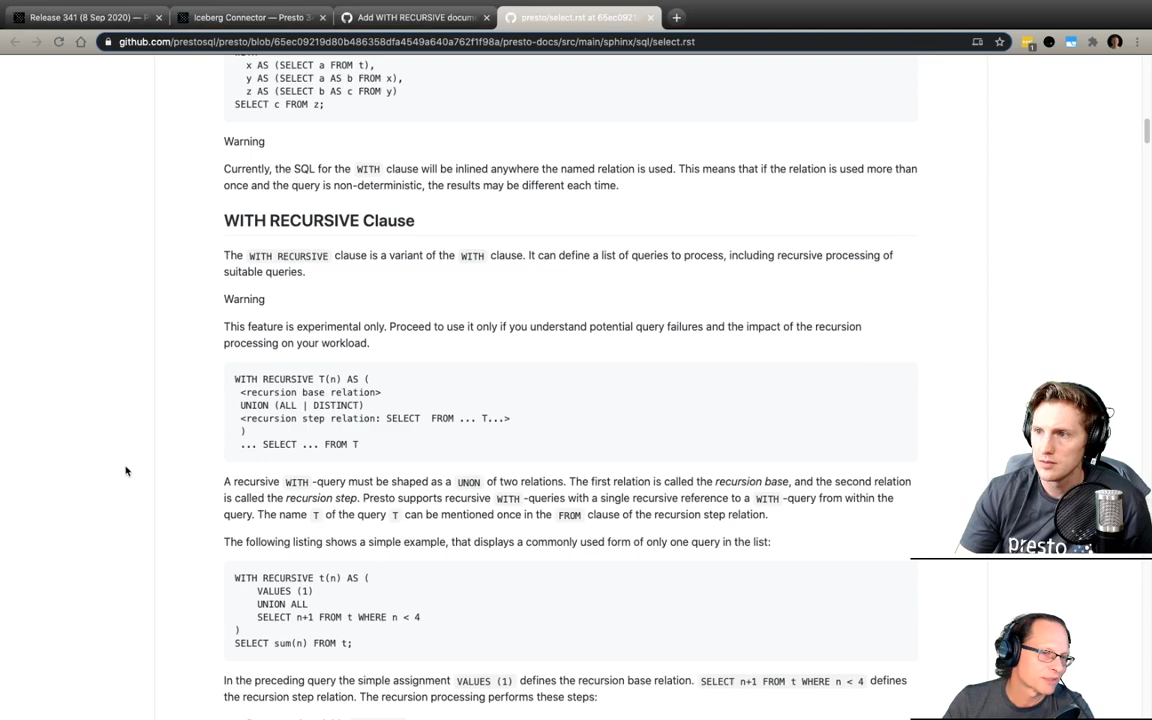 Release 341 (8 Sep 2020) — P
Iceberg Connector — Presto 3
Add WITH RECURSIVE docume
presto/select.rst at 65ec0921
github.com/prestosql/presto/blob/65ec09219d80b486358dfa4549a640a762f1f98a/presto-docs/src/main/sphinx/sql/select.rst
x AS (SELECT a FROM t),
y AS (SELECT a AS b FROM x),
z AS (SELECT b AS c FROM y)
SELECT c FROM z;
Warning
Currently, the SQL for the WITH clause will be inlined anywhere the named relation is used. This means that if the relation is used more than
once and the query is non-deterministic, the results may be different each time.
WITH RECURSIVE Clause
The WITH RECURSIVE clause is a variant of the WITH clause. It can define a list of queries to process, including recursive processing of
suitable queries.
Warning
This feature is experimental only. Proceed to use it only if you understand potential query failures and the impact of the recursion
processing on your workload.
WITH RECURSIVE T(n) AS (
<recursion base relation>
UNION (ALL | DISTINCT)
<recursion step relation: SELECT FROM ... T...>
)
... SELECT ... FROM T
A recursive WITH -query must be shaped as a UNON of two relations. The first relation is called the recursion base, and the second relation
is called the recursion step. Presto supports recursive WITH -queries with a single recursive reference to a WITH -query from within the
query. The name T of the query T can be mentioned once in the FROM clause of the recursion step relation.
The following listing shows a simple example, that displays a commonly used form of only one query in the list:
WITH RECURSIVE t(n) AS (
VALUES (1)
UNION ALL
SELECT n+1 FROM t WHERE n < 4
)
SELECT sum(n) FROM t;
In the preceding query the simple assignment VALUES (1) defines the recursion base relation. SELECT n+1 FROM t WHERE n < 4 defines
the recursion step relation. The recursion processing performs these steps:
presto